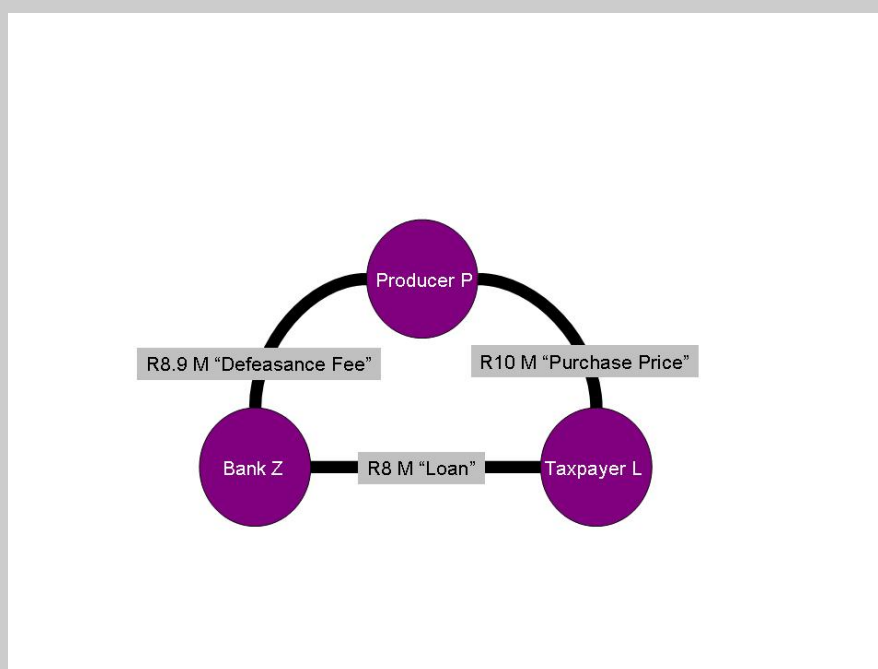 Producer P
R8.9 M “Defeasance Fee”
R10 M “Purchase Price”
Bank Z
R8 M “Loan”
Taxpayer L